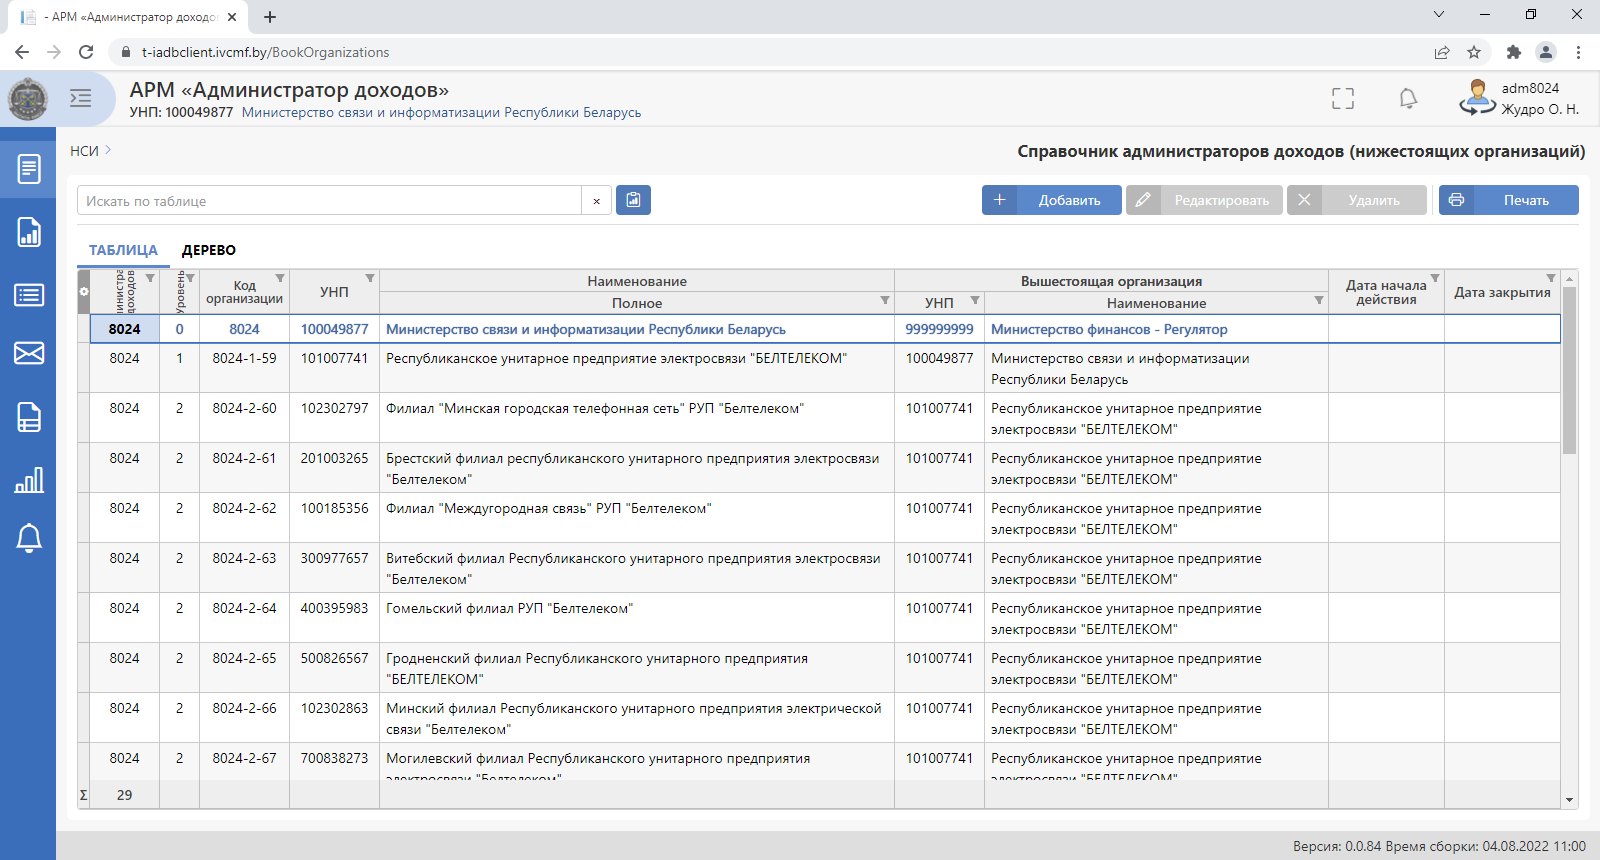 - АРМ «Администратор доходо
t-iadbclient.ivcmf.by/BookOrganizations
АРМ «Администратор доходов»
УНП: 100049877 Министерство связи и информатизации Республики Беларусь
adm8024
Жудро О. Н.
НСИ
Справочник администраторов доходов (нижестоящих организаций)
Искать по таблице
Добавить
Редактировать
Удалить
Печать
ТАБЛИЦА ДЕРЕВО
министра
доходов
Уровень
Код
организации
УНП
Наименование
Полное
Вышестоящая организация
УНП
Наименование
Дата начала
действия
Дата закрытия
8024 0 8024 100049877 Министерство связи и информатизации Республики Беларусь 999999999 Министерство финансов - Регулятор
8024 1 8024-1-59 101007741 Республиканское унитарное предприятие электросвязи "БЕЛТЕЛЕКОМ" 100049877 Министерство связи и информатизации
Республики Беларусь
8024 2 8024-2-60 102302797 Филиал "Минская городская телефонная сеть" РУП "Белтелеком" 101007741 Республиканское унитарное предприятие
электросвязи "БЕЛТЕЛЕКОМ"
8024 2 8024-2-61 201003265 Брестский филиал республиканского унитарного предприятия электросвязи 101007741 Республиканское унитарное предприятие
"Белтелеком" электросвязи "БЕЛТЕЛЕКОМ"
8024 2 8024-2-62 100185356 Филиал "Междугородная связь" РУП "Белтелеком" 101007741 Республиканское унитарное предприятие
электросвязи "БЕЛТЕЛЕКОМ"
8024 2 8024-2-63 300977657 Витебский филиал Республиканского унитарного предприятия электросвязи 101007741 Республиканское унитарное предприятие
"Белтелеком" электросвязи "БЕЛТЕЛЕКОМ"
8024 2 8024-2-64 400395983 Гомельский филиал РУП "Белтелеком" 101007741 Республиканское унитарное предприятие
электросвязи "БЕЛТЕЛЕКОМ"
8024 2 8024-2-65 500826567 Гродненский филиал Республиканского унитарного предприятия 101007741 Республиканское унитарное предприятие
"БЕЛТЕЛЕКОМ" электросвязи "БЕЛТЕЛЕКОМ"
8024 2 8024-2-66 102302863 Минский филиал Республиканского унитарного предприятия электрической 101007741 Республиканское унитарное предприятие
связи "Белтелеком" электросвязи "БЕЛТЕЛЕКОМ"
8024 2 8024-2-67 700838273 Могилевский филиал Республиканского унитарного предприятия 101007741 Республиканское унитарное предприятие
электросвязи "Белтелеком" электросвязи "БЕЛТЕЛЕКОМ"
Σ 29
Версия: 0.0.84 Время сборки: 04.08.2022 11:00